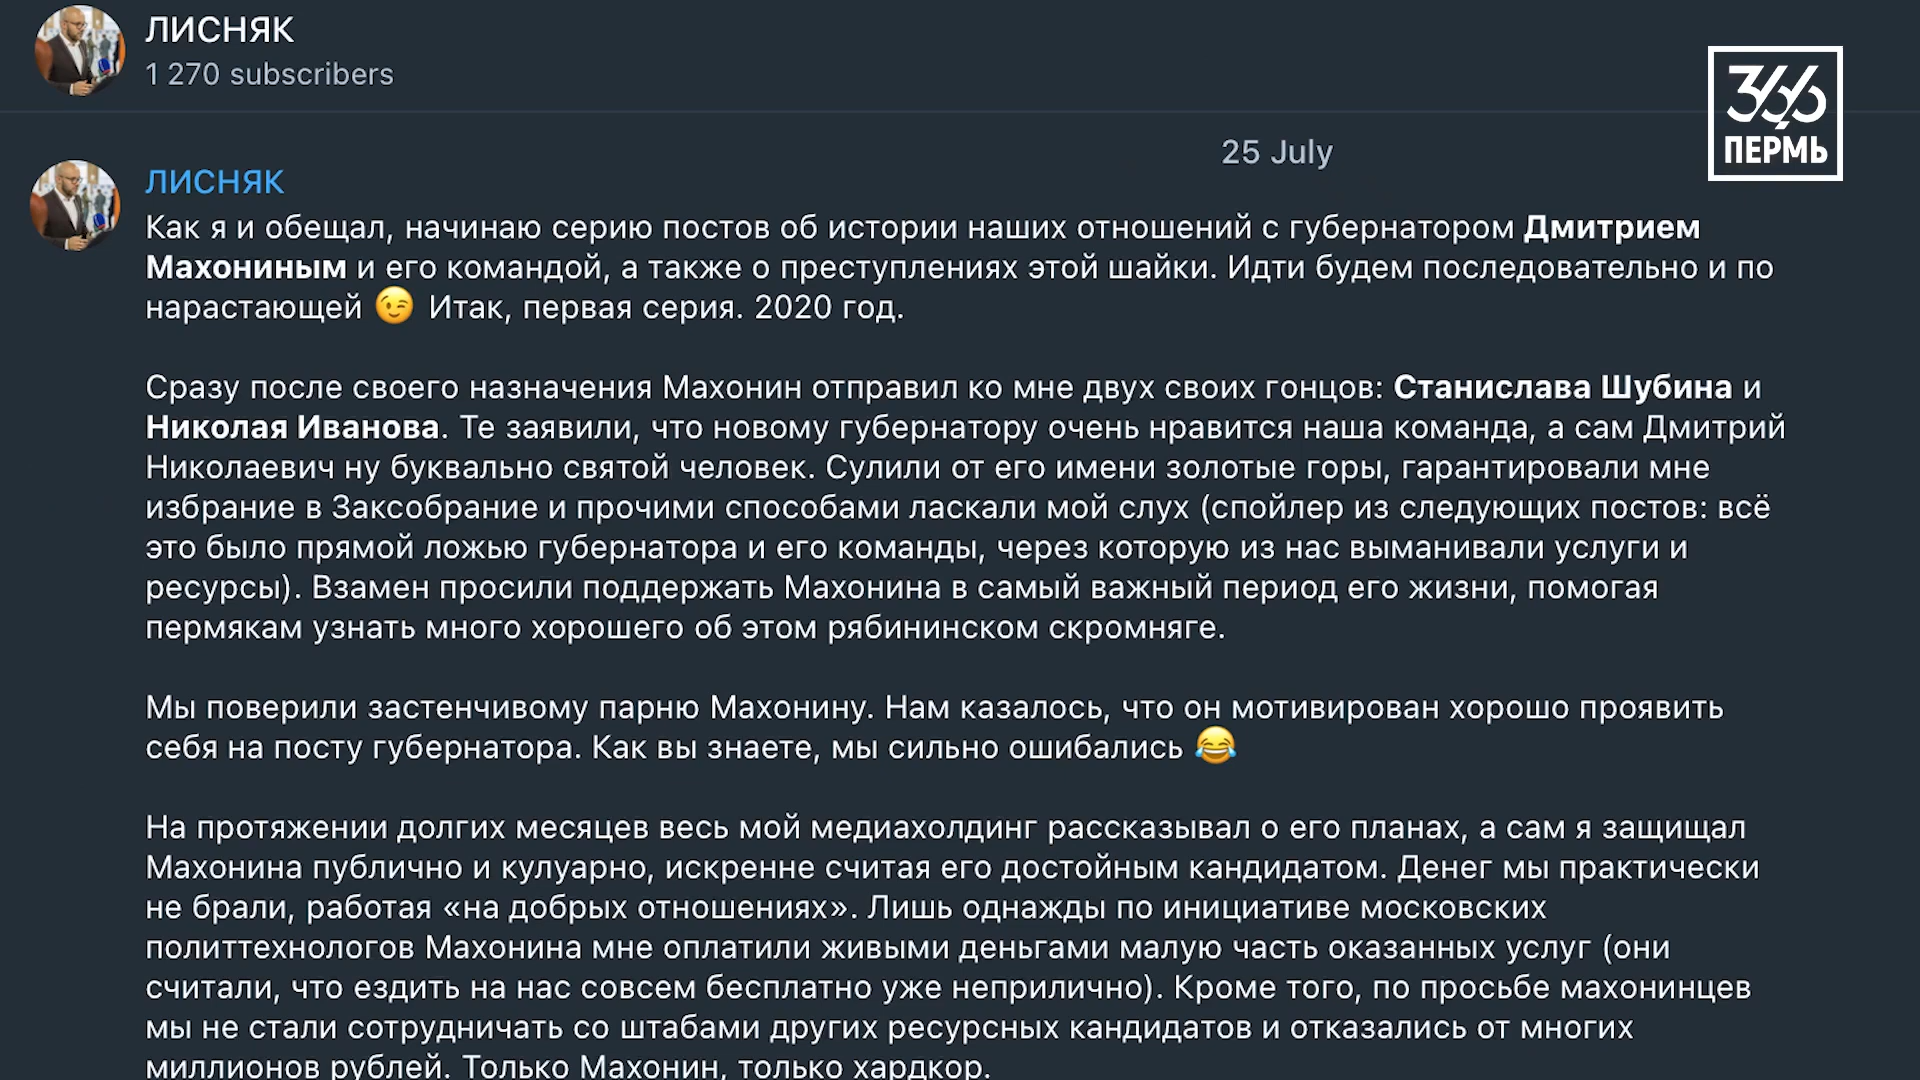 ЛИСНЯК
1 270 subscribers
366
ПЕРМЬ
25 July
ЛИСНЯК
Как я и обещал, начинаю серию постов об истории наших отношений с губернатором Дмитрием
Махониным и его командой, а также о преступлениях этой шайки. Идти будем последовательно и по
нарастающей 😉 Итак, первая серия. 2020 год.
Сразу после своего назначения Махонин отправил ко мне двух своих гонцов: Станислава Шубина и
Николая Иванова. Те заявили, что новому губернатору очень нравится наша команда, а сам Дмитрий
Николаевич ну буквально святой человек. Сулили от его имени золотые горы, гарантировали мне
избрание в Заксобрание и прочими способами ласкали мой слух (спойлер из следующих постов: всё
это было прямой ложью губернатора и его команды, через которую из нас выманивали услуги и
ресурсы). Взамен просили поддержать Махонина в самый важный период его жизни, помогая
пермякам узнать много хорошего об этом рябининском скромняге.
Мы поверили застенчивому парню Махонину. Нам казалось, что он мотивирован хорошо проявить
себя на посту губернатора. Как вы знаете, мы сильно ошибались 😂
На протяжении долгих месяцев весь мой медиахолдинг рассказывал о его планах, а сам я защищал
Махонина публично и кулуарно, искренне считая его достойным кандидатом. Денег мы практически
не брали, работая «на добрых отношениях». Лишь однажды по инициативе московских
политтехнологов Махонина мне оплатили живыми деньгами малую часть оказанных услуг (они
считали, что ездить на нас совсем бесплатно уже неприлично). Кроме того, по просьбе махонинцев
мы не стали сотрудничать со штабами других ресурсных кандидатов и отказались от многих
миллионов рублей. Только Махонин, только хардкор.